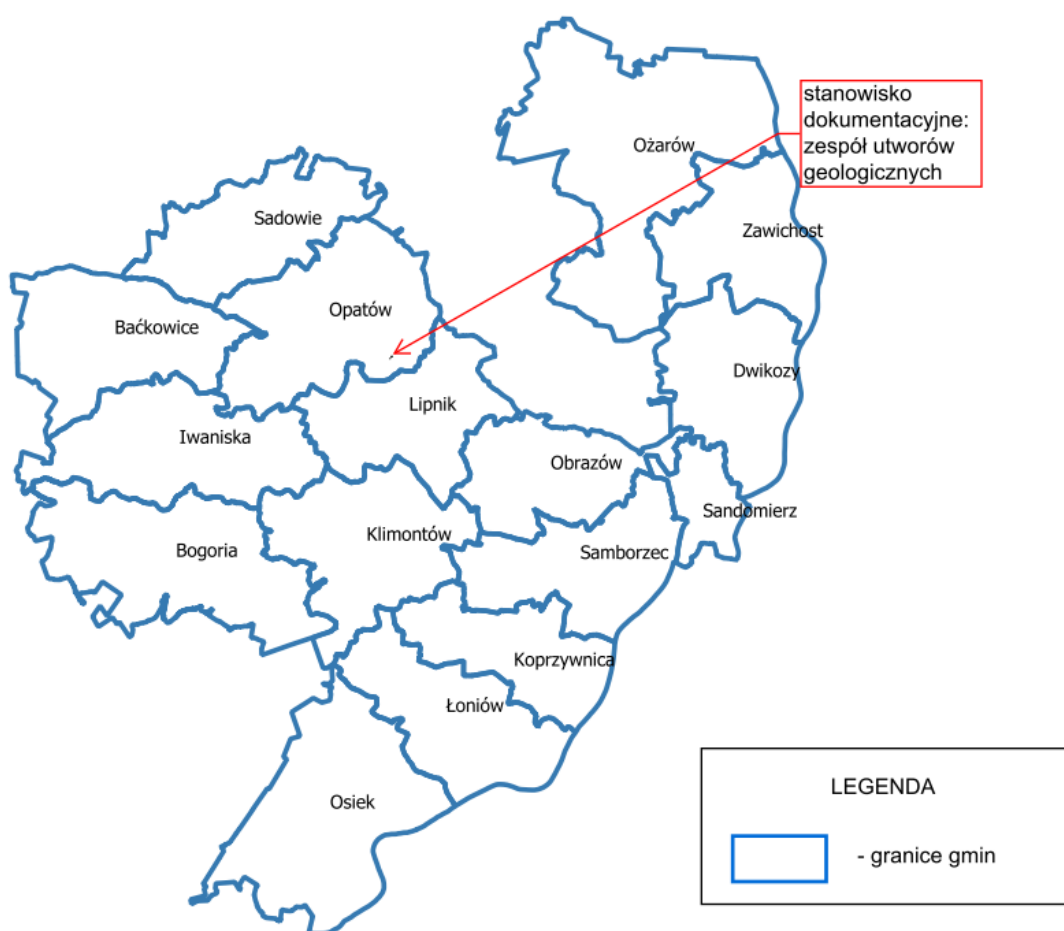 stanowisko
dokumentacyjne:
zespół utworów
geologicznych
Ożarów
Sadowie
Zawichost
Opatów
Baćkowice
Dwikozy
Lipnik
Iwaniska
Obrazów
Sandomierz
Klimontów
Bogoria
Samborzec
Koprzywnica
Łoniów
Osiek
LEGENDA
- granice gmin